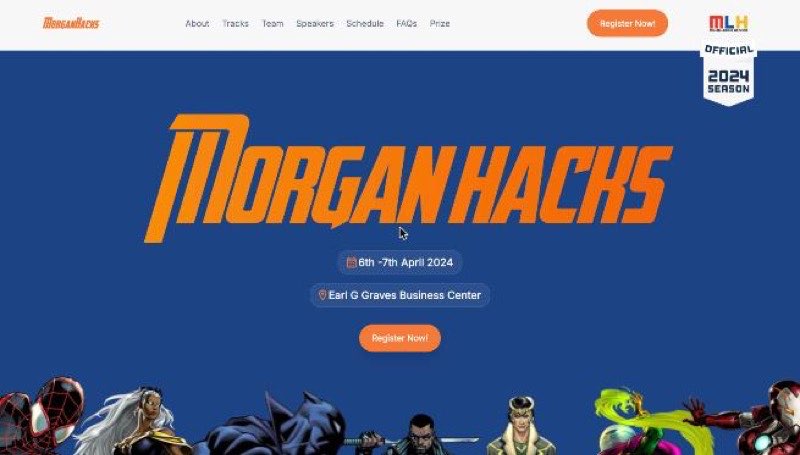 MORGANHACKS
About Tracks Team Speakers Schedule FAQs Prize
Register Now!
MLH
OFFICIAL
2024
SEASON
MORGAN HACKS
6th -7th April 2024
Earl G Graves Business Center
Register Now!